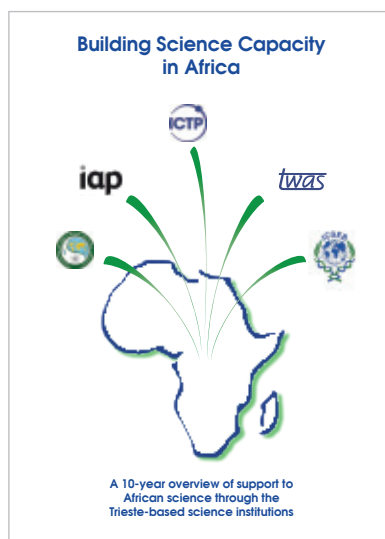 Building Science Capacity
in Africa
ICTP
iap
twas
A 10-year overview of support to
African science through the
Trieste-based science institutions